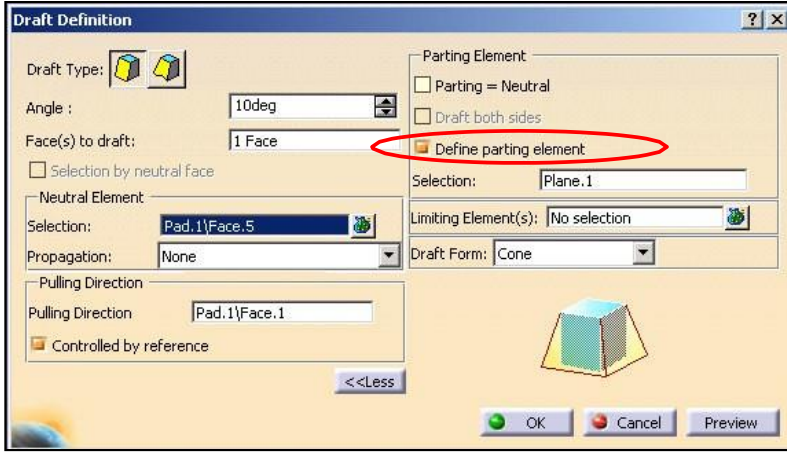 Draft Definition
Draft Type:
Angle :
10deg
Face(s) to draft:
1 Face
Selection by neutral face
Neutral Element
Selection:
Pad.1\Face.5
Propagation:
None
Pulling Direction
Pulling Direction
Pad.1\Face.1
Controlled by reference
<<Less
Parting Element
Parting = Neutral
Draft both sides
Define parting element
Selection:
Plane.1
Limiting Element(s):
No selection
Draft Form:
Cone
OK
Cancel
Preview